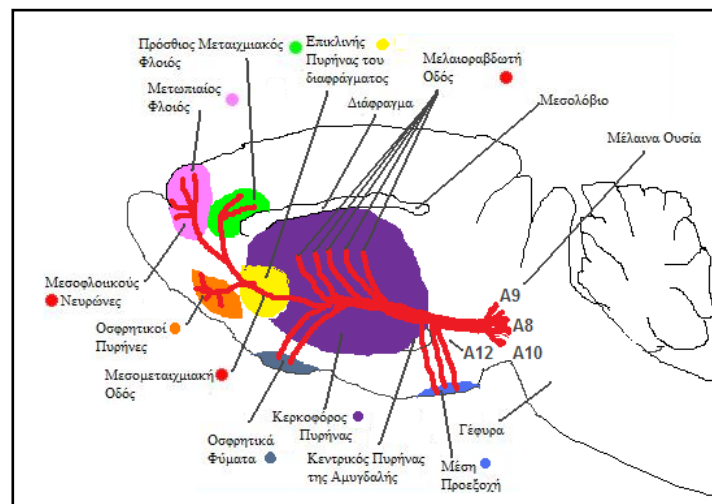 Πρόσθιος Μεταιχμιακός
Φλοιός
Επικλινής
Πυρήνας του
διαφράγματος
Μελαιοραβδωτή
Οδός
Μετωπιαίος
Φλοιός
Διάφραγμα
Μεσολόβιο
Μέλαινα Ουσία
Μεσοφλοιικούς
Νευρώνες
Οσφρητικοί
Πυρήνες
Μεσομεταιχμιακή
Οδός
A9
A8
A12
A10
Οσφρητικά
Φύματα
Κερκοφόρος
Πυρήνας
Κεντρικός Πυρήνας
της Αμυγδαλής
Μέση
Προεξοχή
Γέφυρα